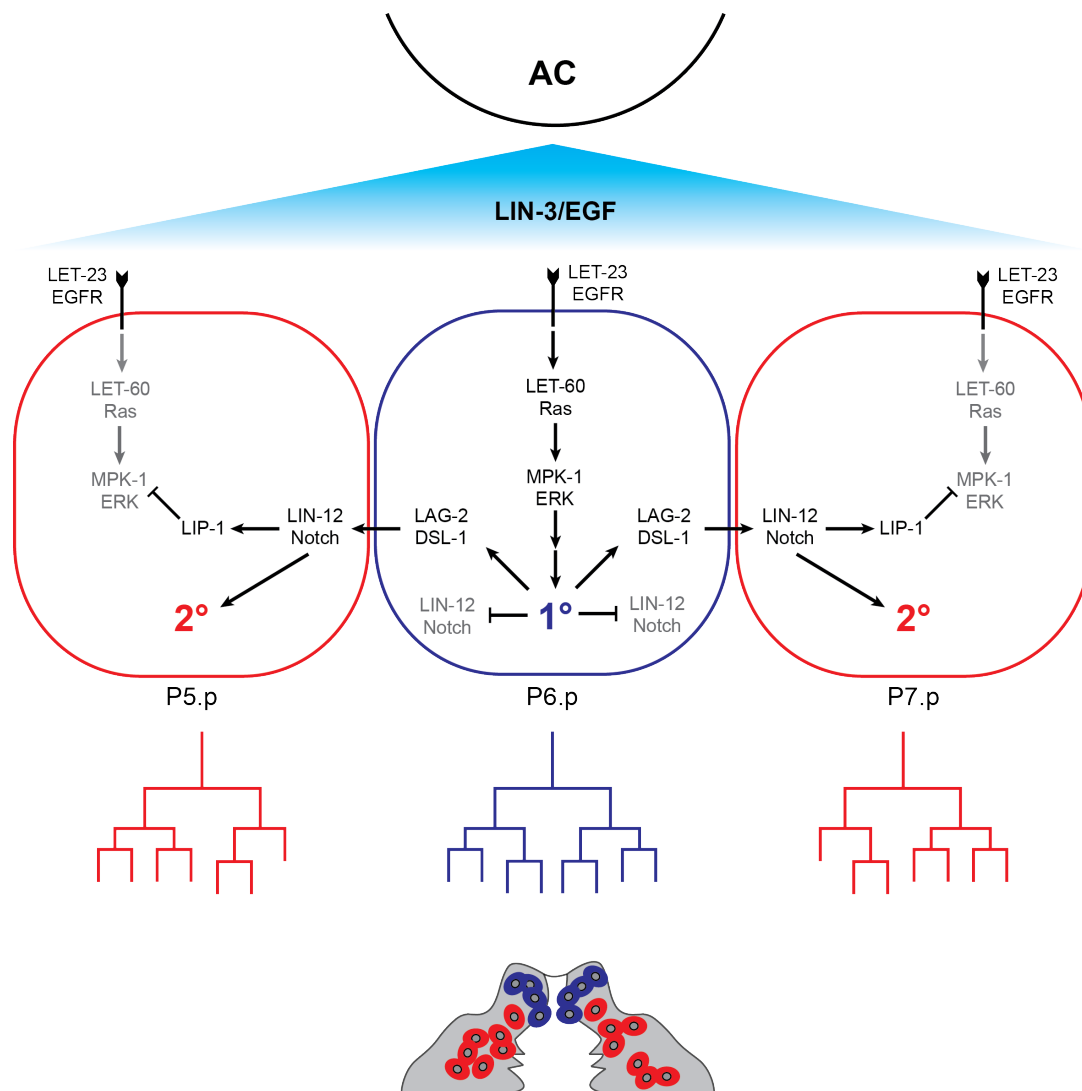 AC
LIN-3/EGF
LET-23
EGFR
LET-23
EGFR
LET-23
EGFR
LET-60
Ras
LET-60
Ras
LET-60
Ras
MPK-1
ERK
MPK-1
ERK
MPK-1
ERK
LIP-1
LIN-12
Notch
LAG-2
DSL-1
LAG-2
DSL-1
LIN-12
Notch
LIP-1
2°
LIN-12
Notch
1°
LIN-12
Notch
2°
P5.p
P6.p
P7.p